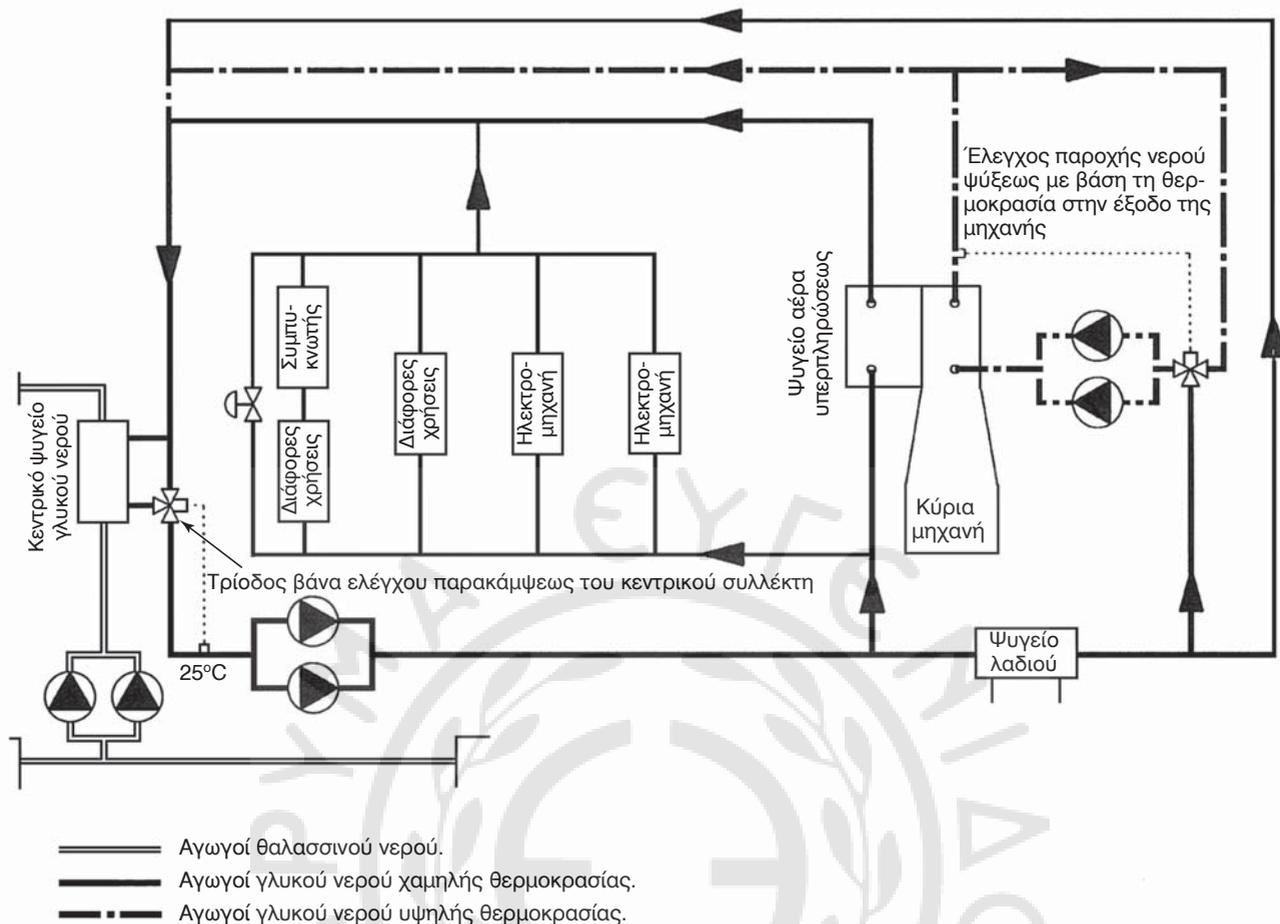 Έλεγχος παροχής νερού
ψύξεως με βάση τη θερ-
μοκρασία στην έξοδο της
μηχανής
Ψυγείο αέρα
υπερπληρώσεως
Συμπυ-
κνωτής
Διάφορες
χρήσεις
Διάφορες
χρήσεις
Ηλεκτρο-
μηχανή
Ηλεκτρο-
μηχανή
Κεντρικό ψυγείο
γλυκού νερού
Κύρια
μηχανή
Τρίοδος βάνα ελέγχου παρακάμψεως του κεντρικού συλλέκτη
25°C
Ψυγείο
λαδιού
Αγωγοί θαλασσινού νερού.
Αγωγοί γλυκού νερού χαμηλής θερμοκρασίας.
Αγωγοί γλυκού νερού υψηλής θερμοκρασίας.